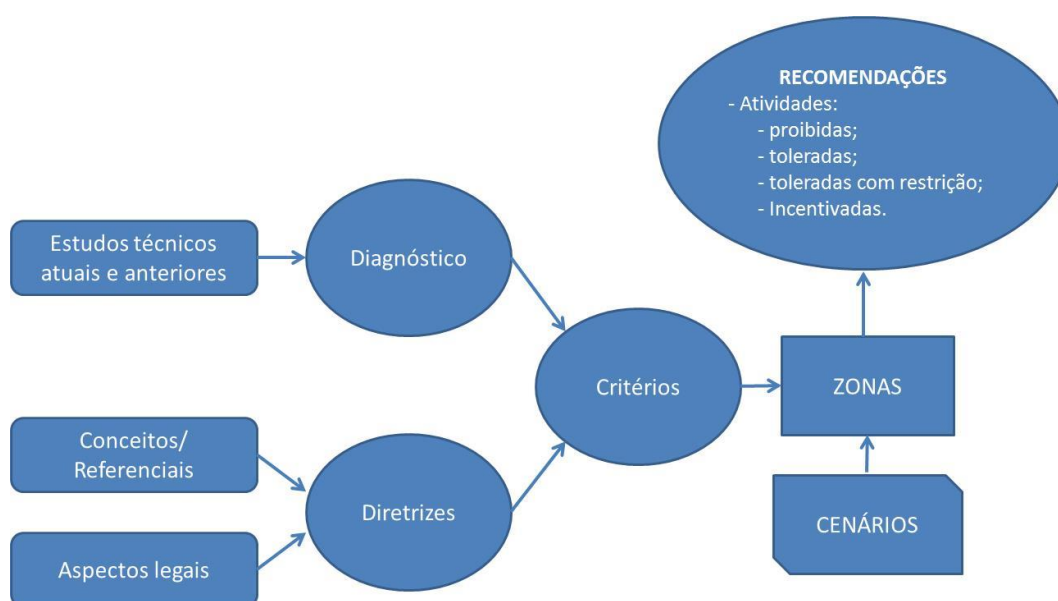 RECOMENDAÇÕES
- Atividades:
- proibidas;
- toleradas;
- toleradas com restrição;
- Incentivadas.
Estudos técnicos
atuais e anteriores
Diagnóstico
Critérios
ZONAS
Conceitos/
Referenciais
Diretrizes
CENÁRIOS
Aspectos legais